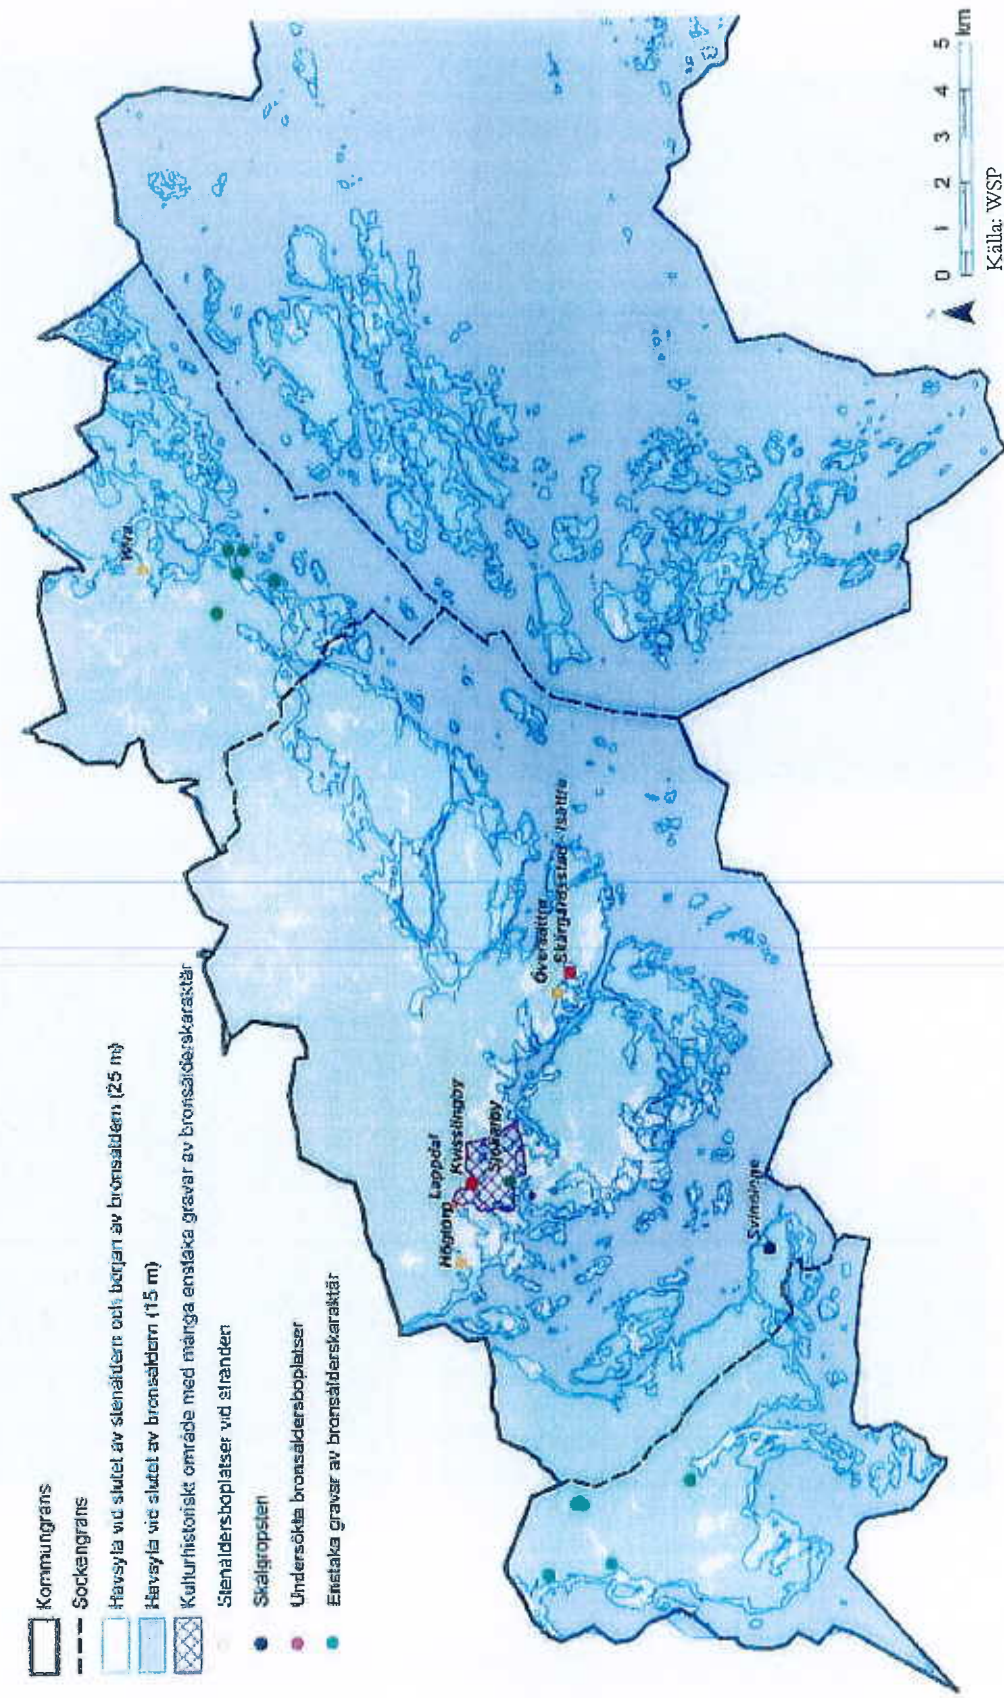 Kommungräns
Sockengräns
Havsyta vid slutet av stenåldern och början av bronsåldern (25 m)
Havsyta vid slutet av bronsåldern (15 m)
Kulturhistoriskt område med många enstaka gravar av bronsålderskaraktär
Stenåldersboplatser vid stranden
Skålgropsten
Undersökta bronsåldersboplatser
Enstaka gravar av bronsålderskaraktär
Wira
Högtorp
Lappdal
Kvisslingby
Översättra
Skärgårdsstad
Svinninge
0 1 2 3 4 5 km
Källa: WSP